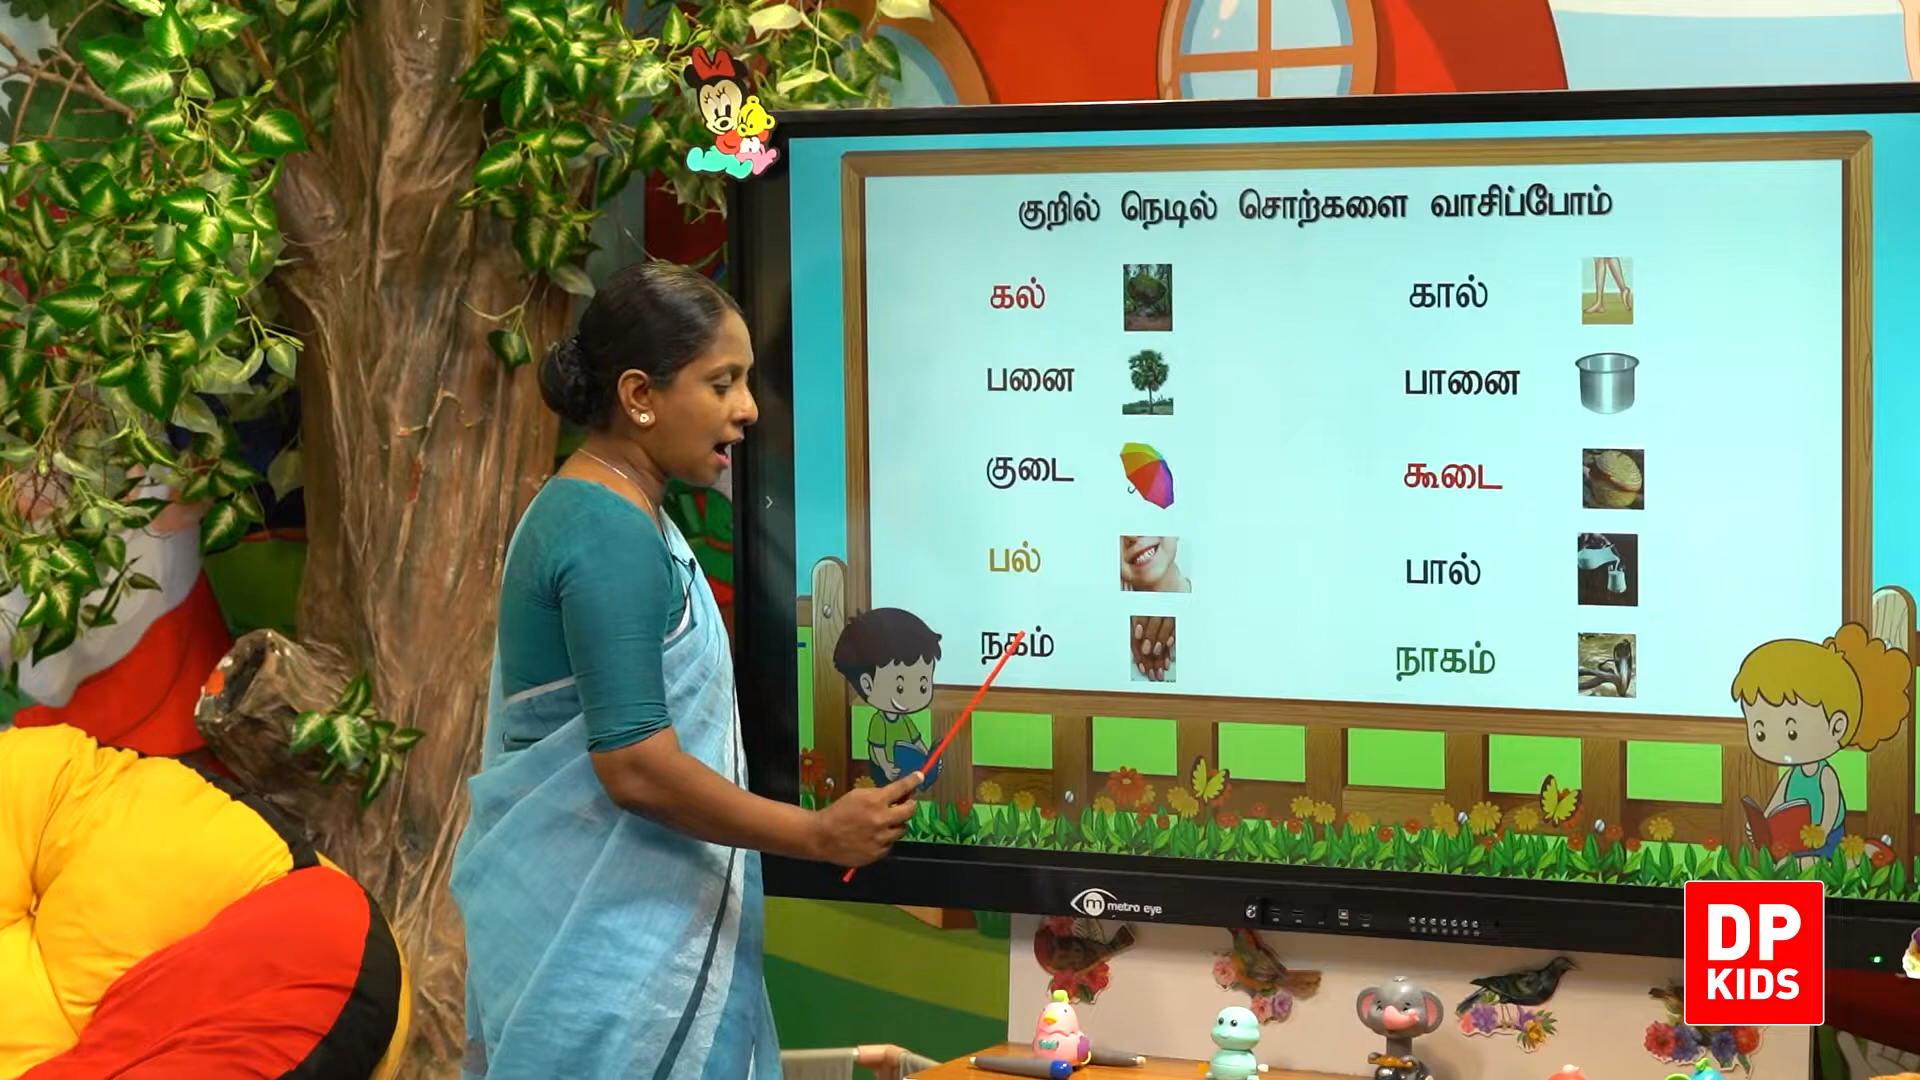 குறில் நெடில் சொற்களை வாசிப்போம்
கல் கால்
பனை பானை
குடை கூடை
பல் பால்
நகம் நாகம்
metro eye
DP
KIDS